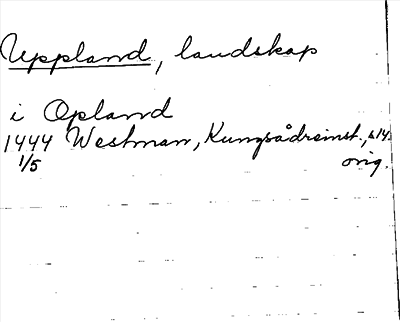 Uppland, landskap
i Opland
1444 Westman, Kungsådreinst., s. 14.
1/5 orig.